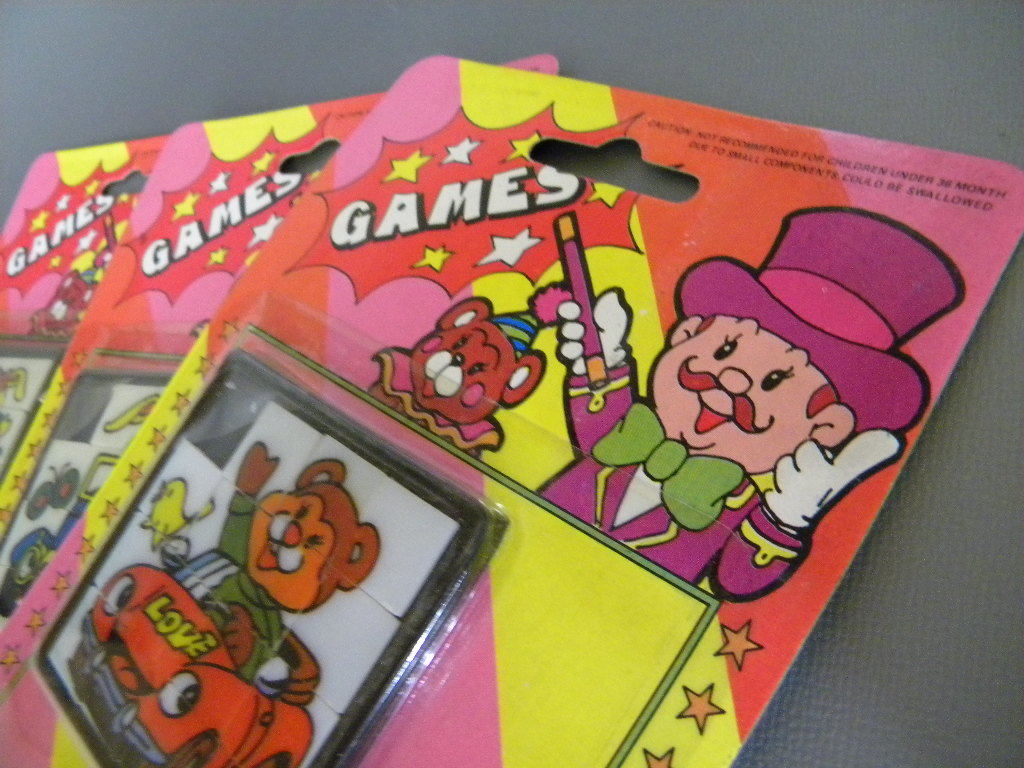 GAMES
GAMES
GAMES
CAUTION: NOT RECOMMENDED FOR CHILDREN UNDER 36 MONTH
DUE TO SMALL COMPONENTS, COULD BE SWALLOWED.
LOVE